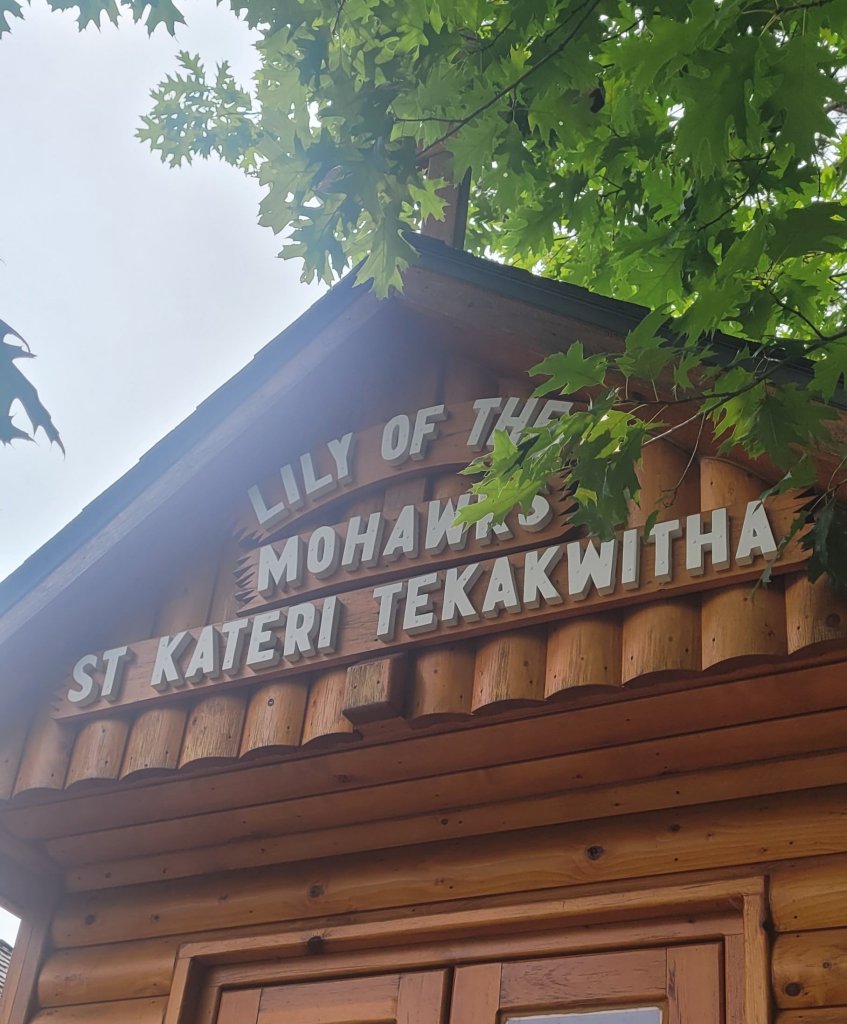 LILY OF THE
MOHAWKS
ST KATERI TEKAKWITHA